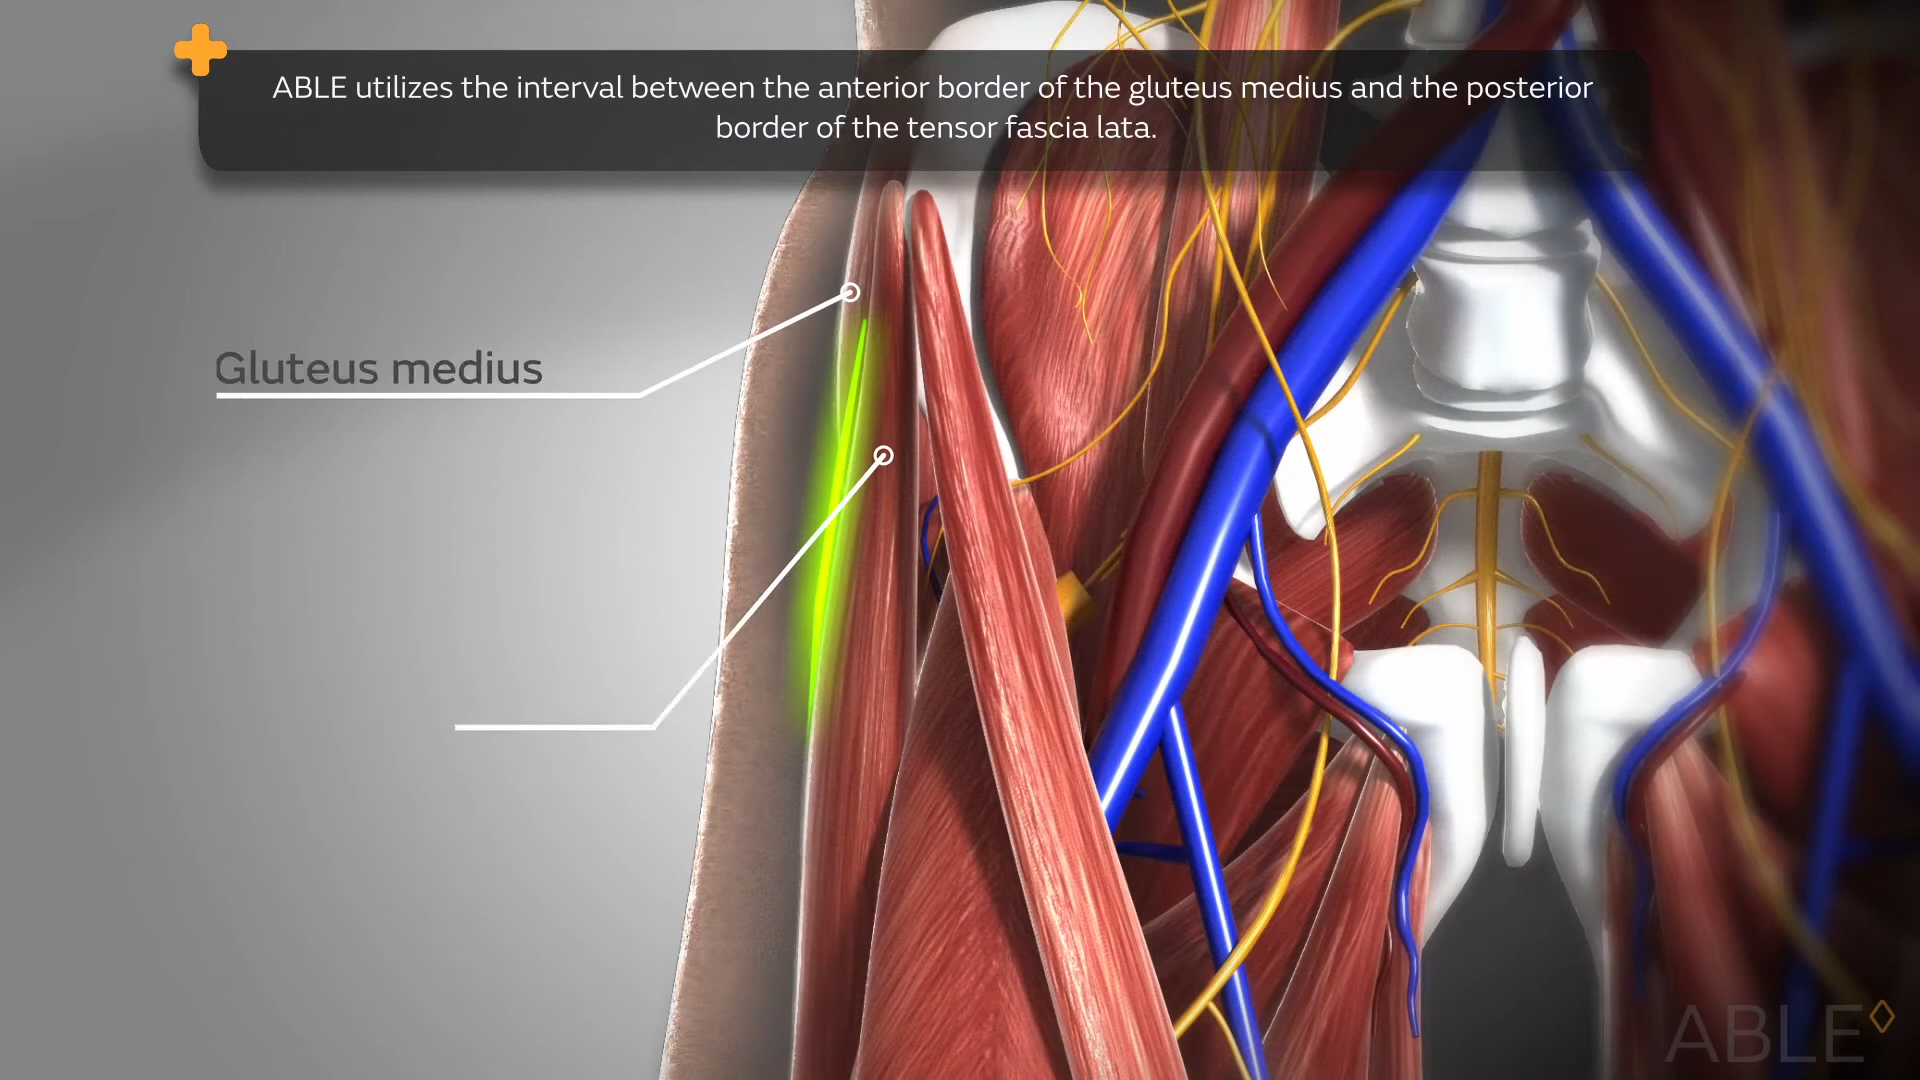 ABLE utilizes the interval between the anterior border of the gluteus medius and the posterior
border of the tensor fascia lata.
Gluteus medius
ABLE